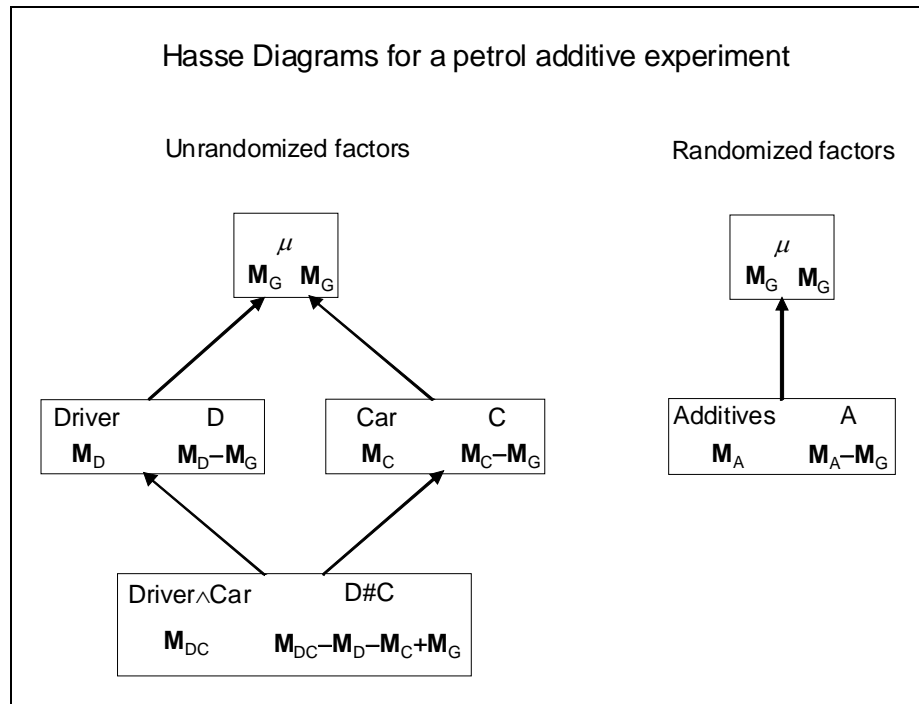 Hasse Diagrams for a petrol additive experiment
Unrandomized factors
Randomized factors
μ
M_G M_G
μ
M_G M_G
Driver D
M_D M_D–M_G
Car C
M_C M_C–M_G
Additives A
M_A M_A–M_G
Driver∧Car D#C
M_DC M_DC–M_D–M_C+M_G